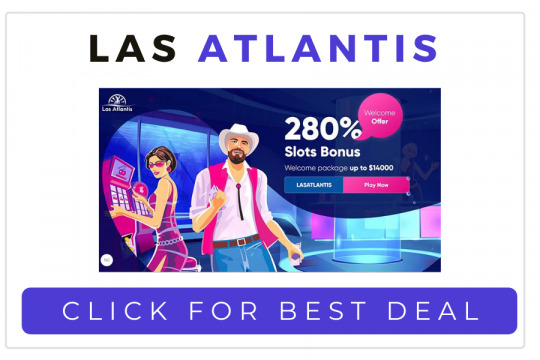 LAS ATLANTIS
Las Atlantis
Welcome
Offer
280%
Slots Bonus
Welcome package up to $14000
LASATLANTIS
Play Now
CLICK FOR BEST DEAL